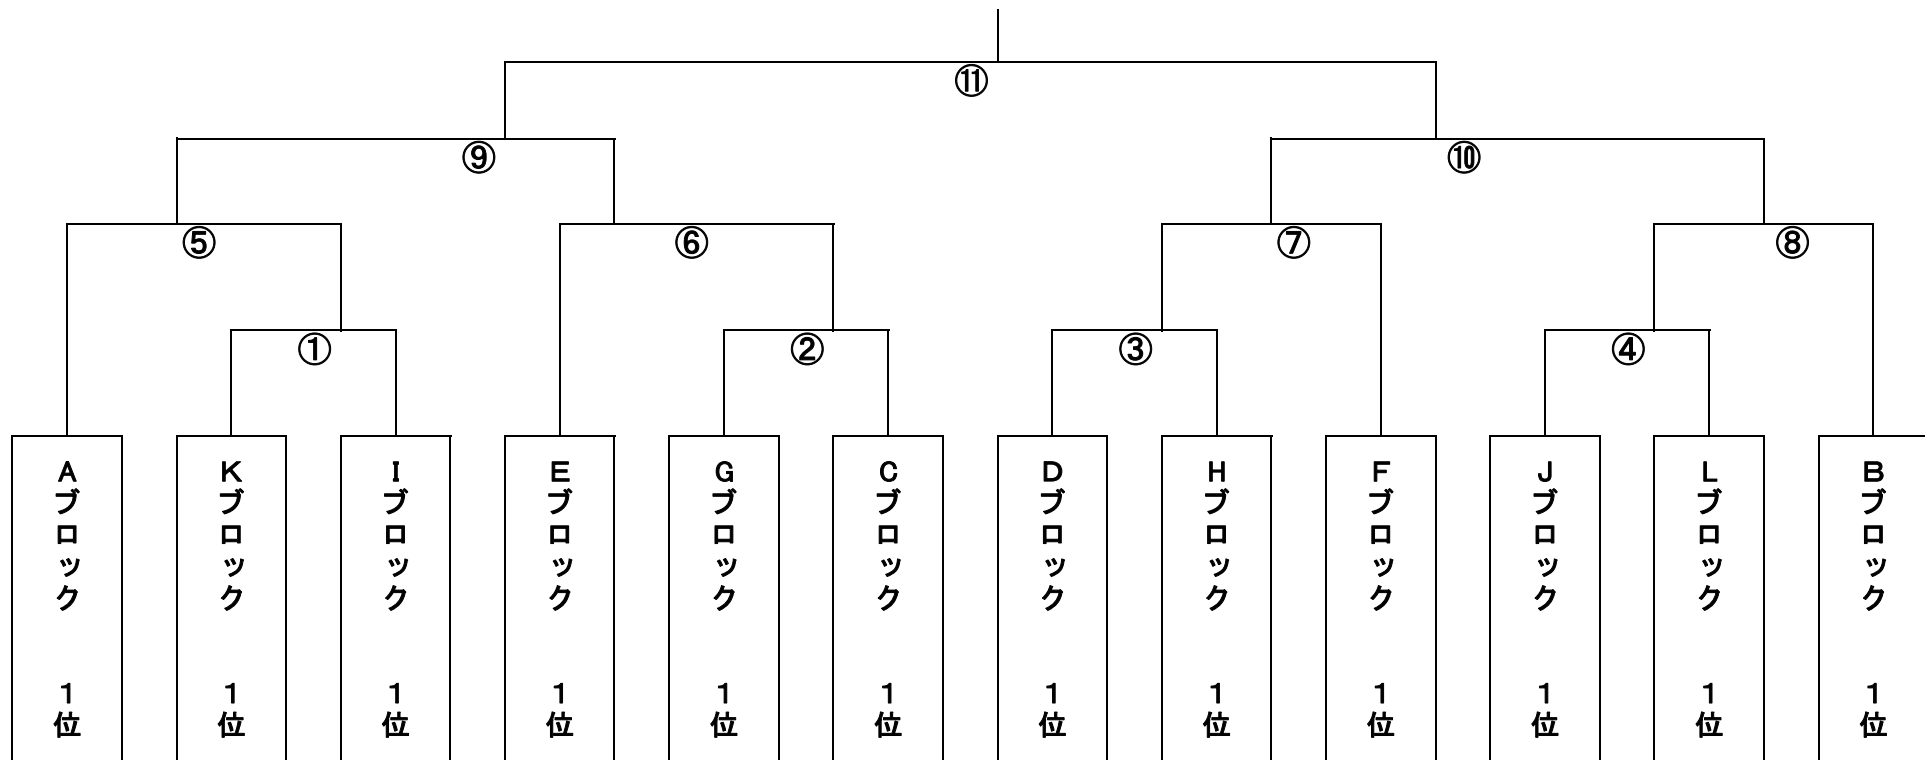 ⑪
⑨
⑩
⑤
⑥
⑦
⑧
①
②
③
④
Aブロック 1位
Kブロック 1位
Iブロック 1位
Eブロック 1位
Gブロック 1位
Cブロック 1位
Dブロック 1位
Hブロック 1位
Fブロック 1位
Jブロック 1位
Lブロック 1位
Bブロック 1位